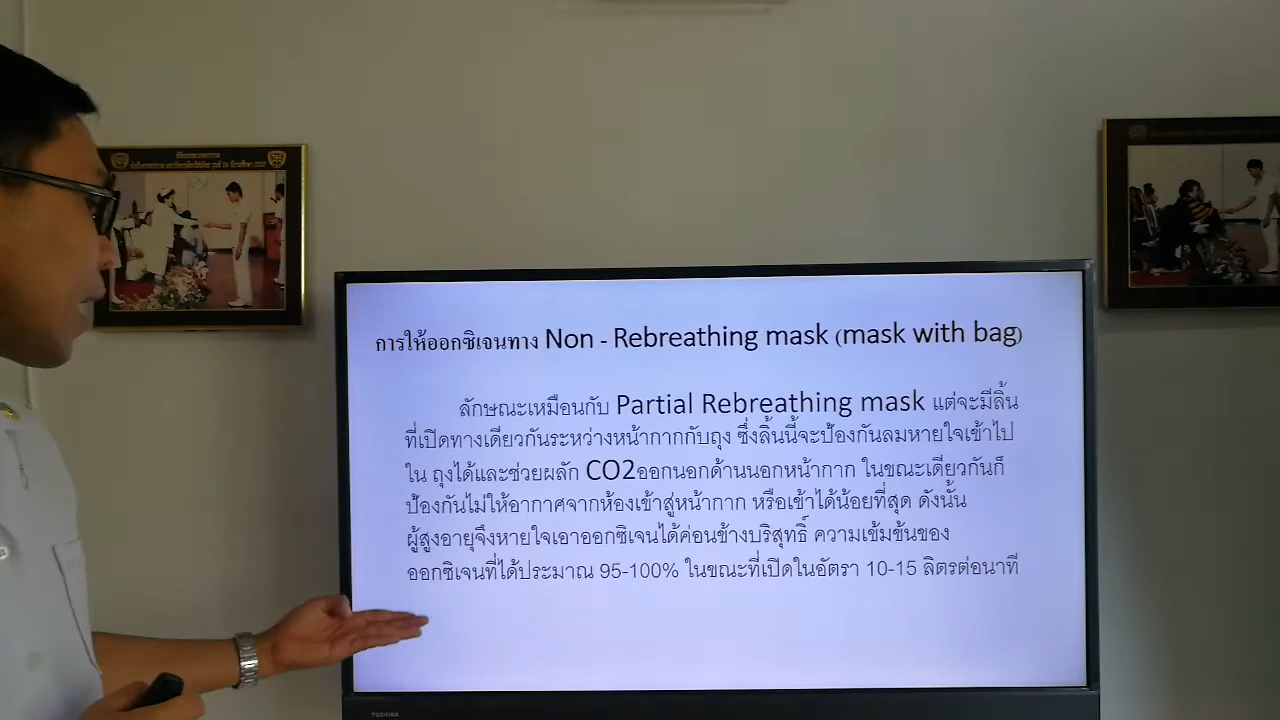 การให้ออกซิเจนทาง Non - Rebreathing mask (mask with bag)
ลักษณะเหมือนกับ Partial Rebreathing mask แต่จะมีลิ้น
ที่เปิดทางเดียวกันระหว่างหน้ากากกับถุง ซึ่งลิ้นนี้จะป้องกันลมหายใจเข้าไป
ใน ถุงได้และช่วยผลัก CO2ออกนอกด้านนอกหน้ากาก ในขณะเดียวกันก็
ป้องกันไม่ให้อากาศจากห้องเข้าสู่หน้ากาก หรือเข้าได้น้อยที่สุด ดังนั้น
ผู้สูงอายุจึงหายใจเอาออกซิเจนได้ค่อนข้างบริสุทธิ์ ความเข้มข้นของ
ออกซิเจนที่ได้ประมาณ 95-100% ในขณะที่เปิดในอัตรา 10-15 ลิตรต่อนาที
TOSHIBA